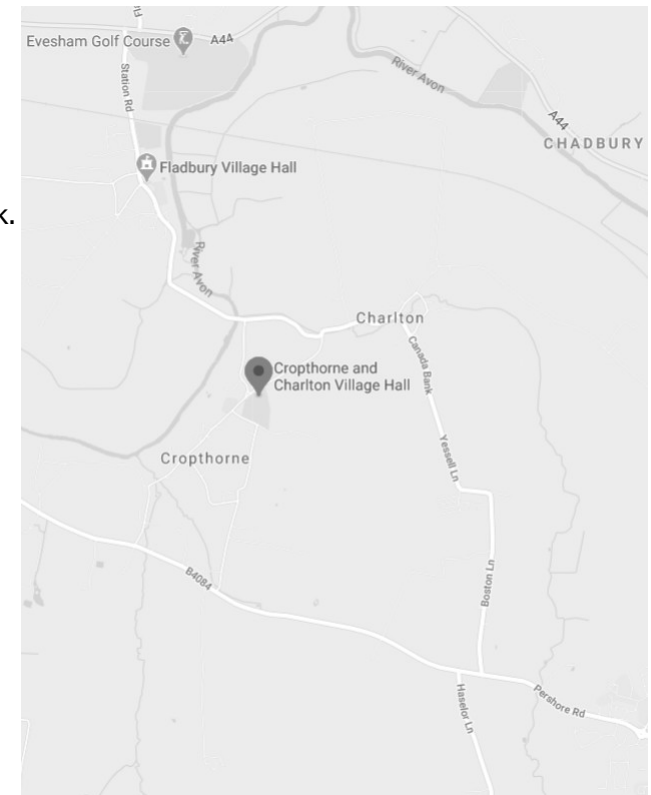 Fl
Evesham Golf Course
A44
Station Rd
River Avon
A44
CHADBURY
Fladbury Village Hall
k.
River Avon
Charlton
Cropthorne and
Charlton Village Hall
Canada Bank
Cropthorne
Yessell Ln
B4084
Boston Ln
Haselor Ln
Pershore Rd